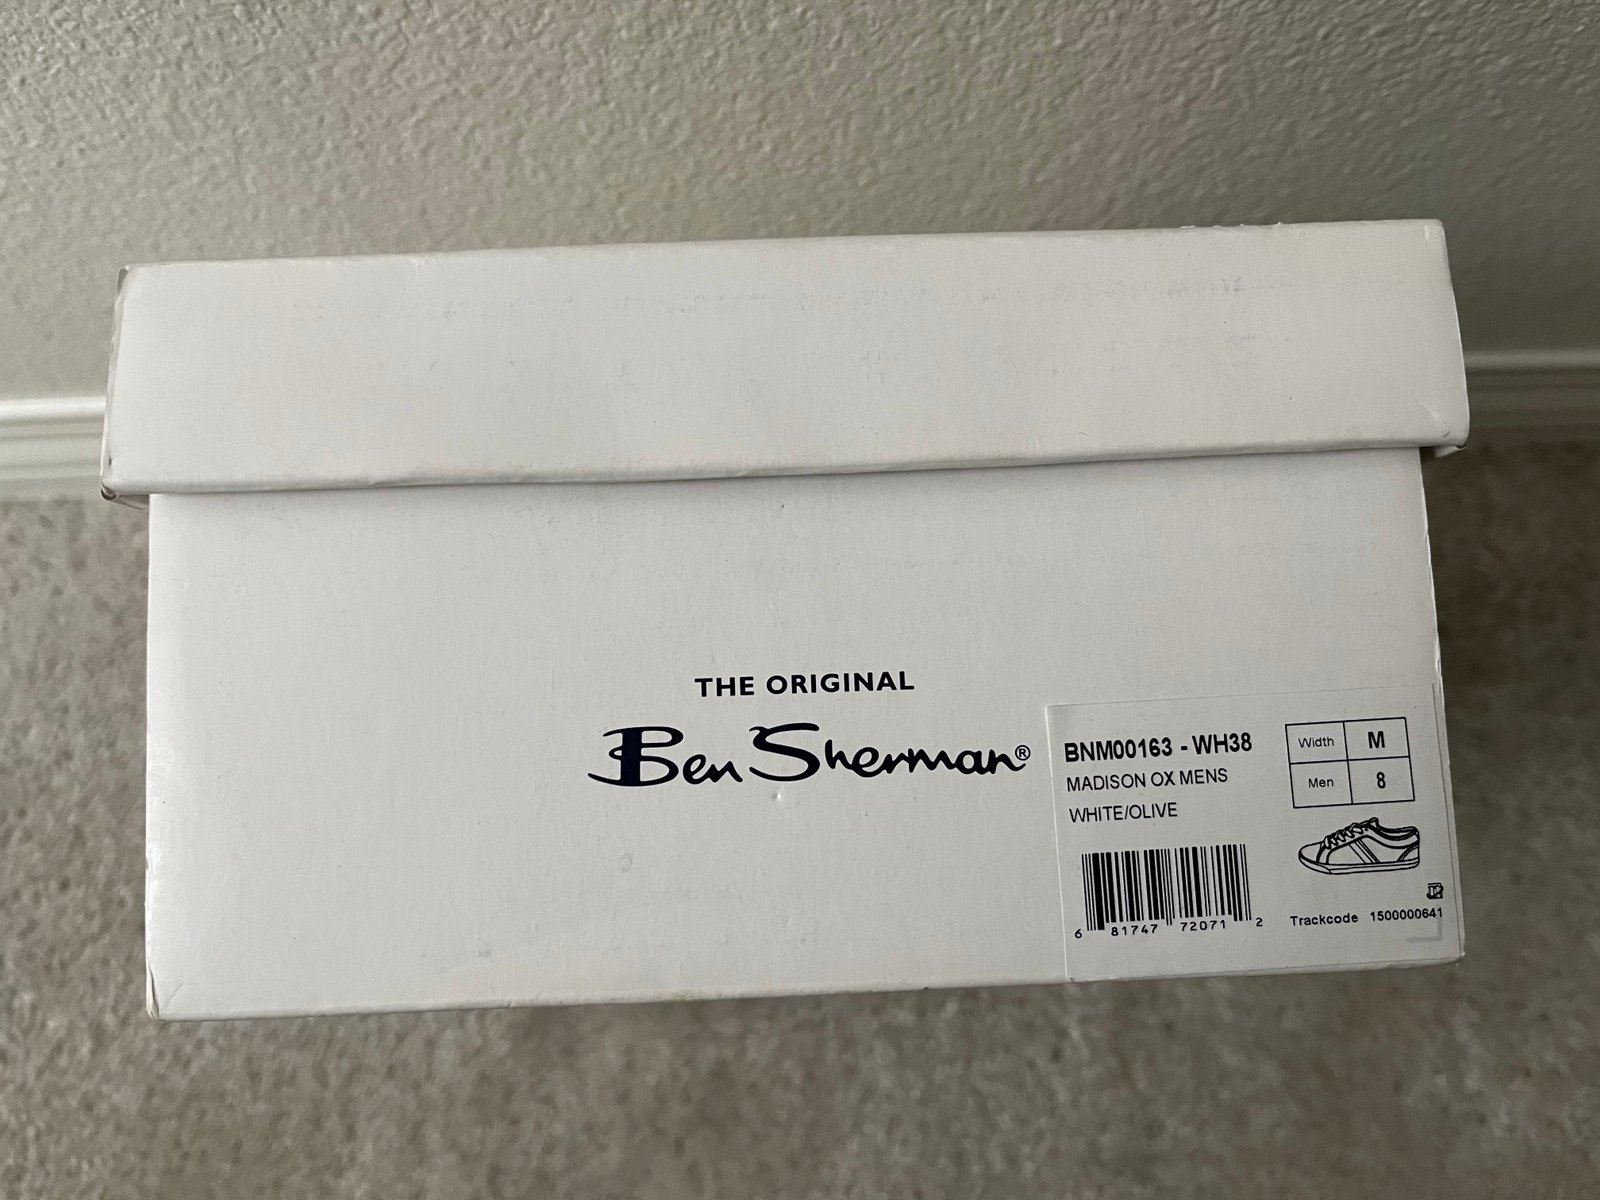 THE ORIGINAL
Ben Sherman®
BNM00163 - WH38
MADISON OX MENS
WHITE/OLIVE
Width M
Men 8
6 81747 72071 2
Trackcode 1500000641